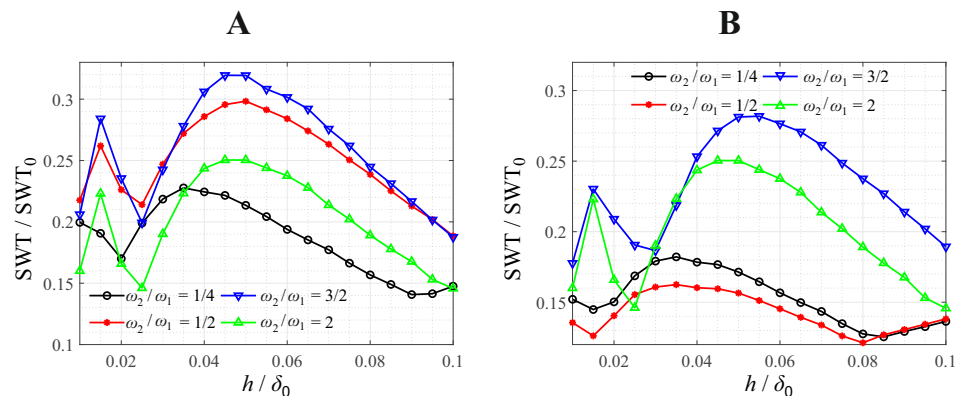 A
B
SWT / SWT₀
0.3
0.25
0.2
0.15
0.1
ω₂/ω₁ = 1/4
ω₂/ω₁ = 3/2
ω₂/ω₁ = 1/2
ω₂/ω₁ = 2
0.02
0.04
0.06
0.08
0.1
h / δ₀
SWT / SWT₀
0.3
0.25
0.2
0.15
ω₂/ω₁ = 1/4
ω₂/ω₁ = 3/2
ω₂/ω₁ = 1/2
ω₂/ω₁ = 2
0.02
0.04
0.06
0.08
0.1
h / δ₀